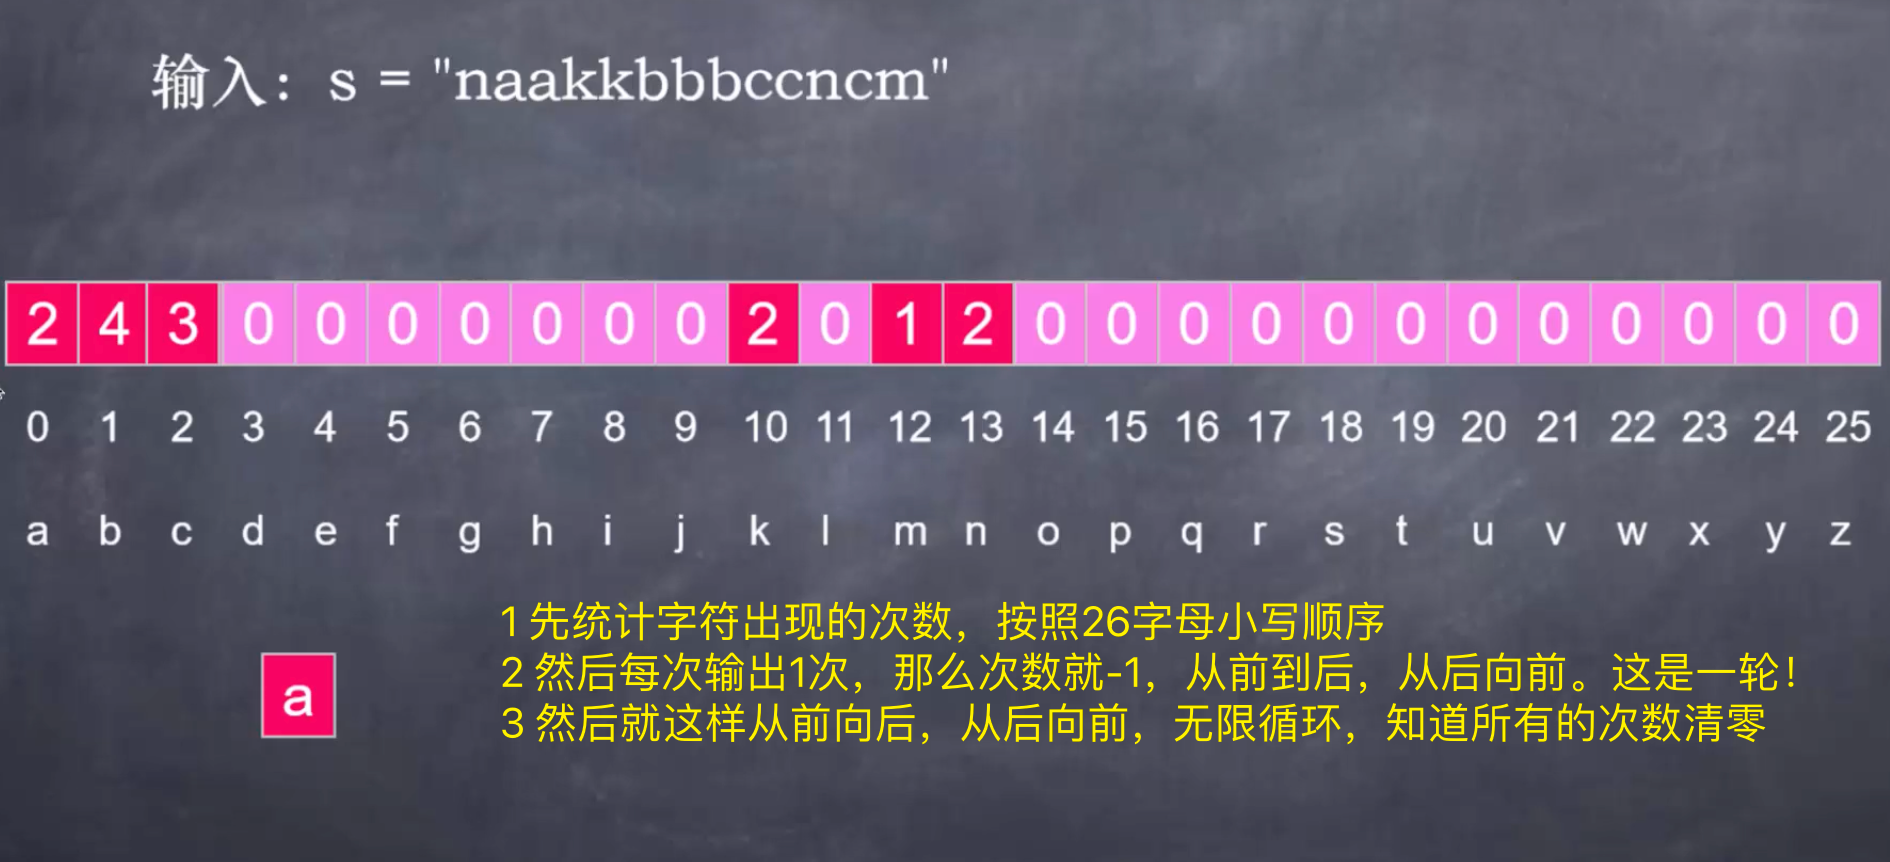 输入：s = "naakkbbbccncm"
2 4 3 0 0 0 0 0 0 0 2 0 1 2 0 0 0 0 0 0 0 0 0 0 0 0
0 1 2 3 4 5 6 7 8 9 10 11 12 13 14 15 16 17 18 19 20 21 22 23 24 25
a b c d e f g h i j k l m n o p q r s t u v w x y z
1 先统计字符出现的次数，按照26字母小写顺序
2 然后每次输出1次，那么次数就-1，从前到后，从后向前。这是一轮！
3 然后就这样从前向后，从后向前，无限循环，知道所有的次数清零
a